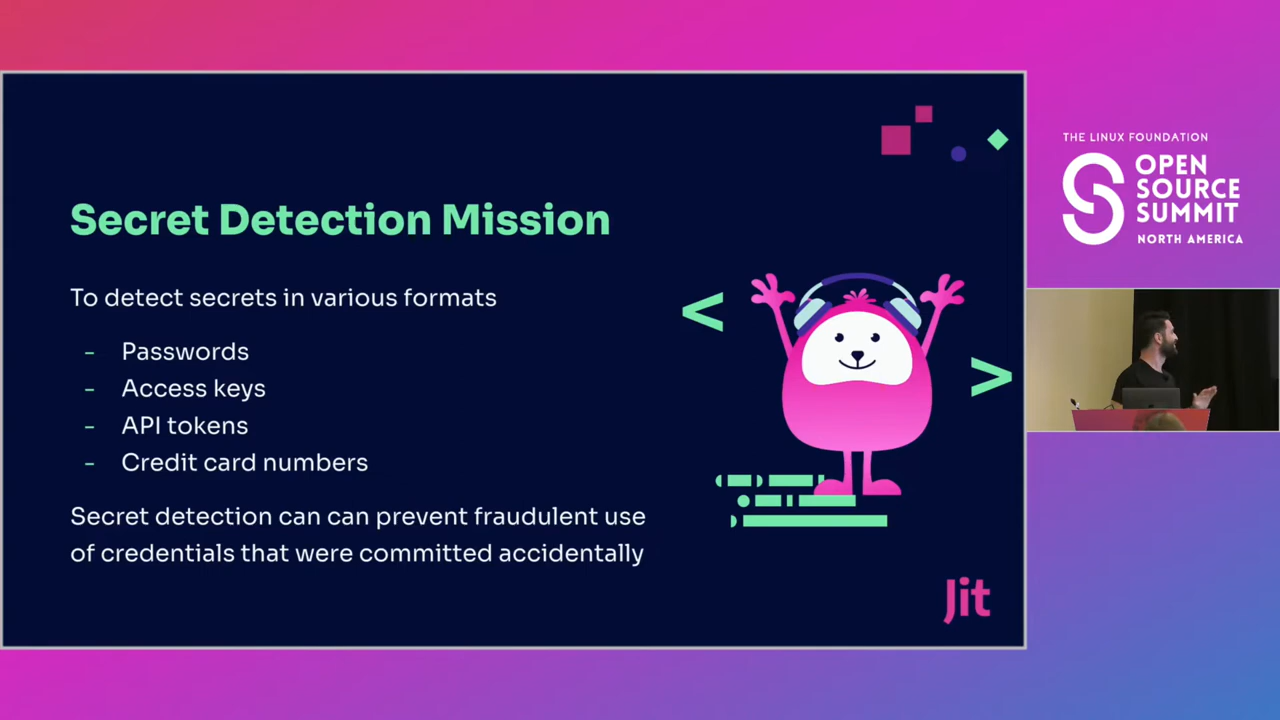 Secret Detection Mission
To detect secrets in various formats
- Passwords
- Access keys
- API tokens
- Credit card numbers
Secret detection can can prevent fraudulent use
of credentials that were committed accidentally
< >
Jit
THE LINUX FOUNDATION
OPEN
SOURCE
SUMMIT
NORTH AMERICA